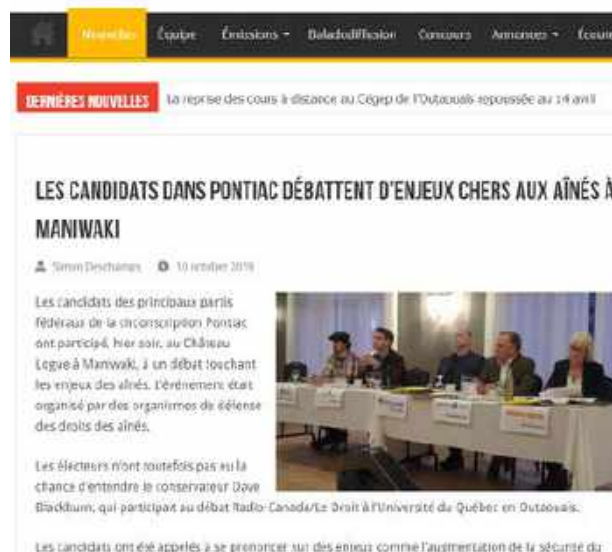 Nouvelles Équipe Émissions Baladodiffusion Concours Annonces Écoute
DERNIÈRES NOUVELLES La reprise des cours à distance au Cégep de l'Outaouais repoussée au 14 avril
LES CANDIDATS DANS PONTIAC DÉBATTENT D'ENJEUX CHERS AUX AÎNÉS À
MANIWAKI
Simon Deschamps 10 octobre 2019
Les candidats des principaux partis
fédéraux de la circonscription Pontiac
ont participé, hier soir, au Château
Logue à Maniwaki, à un débat touchant
les enjeux des aînés. L'événement était
organisé par des organismes de défense
des droits des aînés.
Les électeurs n'ont toutefois pas eu la
chance d'entendre le conservateur Dave
Blackburn, qui participait au débat Radio-Canada/Le Droit à l'Université du Québec en Outaouais.
Les candidats ont été appelés à se prononcer sur des enjeux comme l'augmentation de la sécurité du